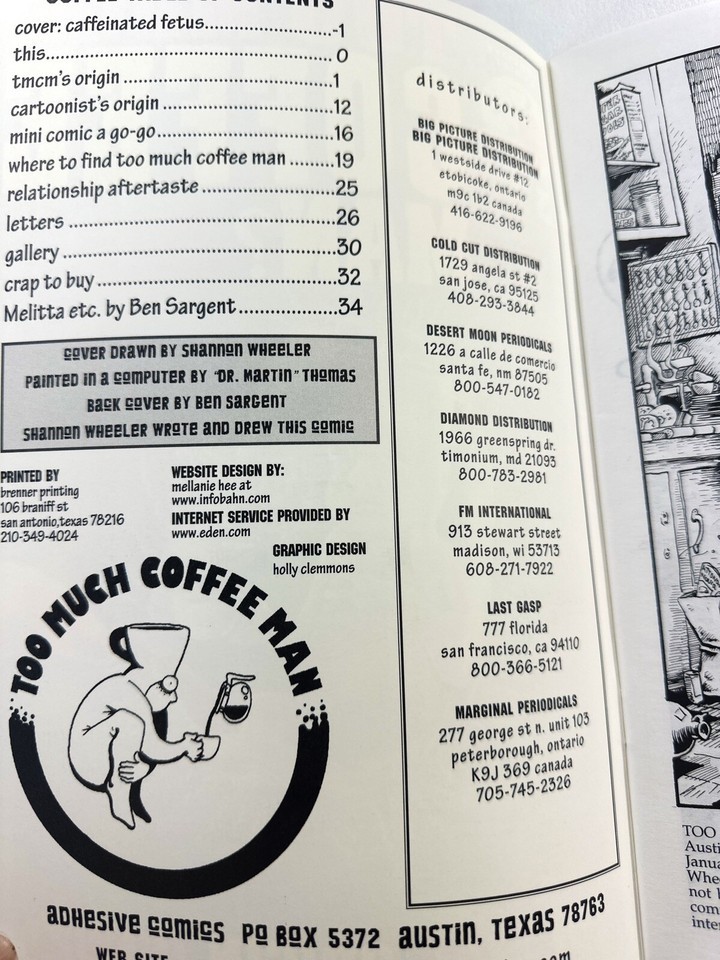 cover: caffeinated fetus..............................-1
this..............................0
tmcm's origin..............................1
cartoonist's origin..............................12
mini comic a go-go..............................16
where to find too much coffee man........19
relationship aftertaste..............................25
letters..............................26
gallery..............................30
crap to buy..............................32
Melitta etc. by Ben Sargent....................34
COVER DRAWN BY SHANNON WHEELER
PAINTED IN A COMPUTER BY "DR. MARTIN" THOMAS
BACK COVER BY BEN SARGENT
SHANNON WHEELER WROTE AND DREW THIS COMIC
PRINTED BY
brenner printing
106 braniff st
san antonio,texas 78216
210-349-4024
WEBSITE DESIGN BY:
mellanie hee at
www.infobahn.com
INTERNET SERVICE PROVIDED BY
www.eden.com
GRAPHIC DESIGN
holly clemmons
TOO MUCH COFFEE MAN
ADHESIVE COMICS PO BOX 5372 AUSTIN, TEXAS 78763
WEB SITE
distributors:
BIG PICTURE DISTRIBUTION
BIG PICTURE DISTRIBUTION
1 westside drive #12
etobicoke, ontario
m9c 1b2 canada
416-622-9196
COLD CUT DISTRIBUTION
1729 angela st #2
san jose, ca 95125
408-293-3844
DESERT MOON PERIODICALS
1226 a calle de comercio
santa fe, nm 87505
800-547-0182
DIAMOND DISTRIBUTION
1966 greenspring dr.
timonium, md 21093
800-783-2981
FM INTERNATIONAL
913 stewart street
madison, wi 53713
608-271-7922
LAST GASP
777 florida
san francisco, ca 94110
800-366-5121
MARGINAL PERIODICALS
277 george st n. unit 103
peterborough, ontario
K9J 369 canada
705-745-2326
TOO
Austi
Janua
Whee
not
com
inte